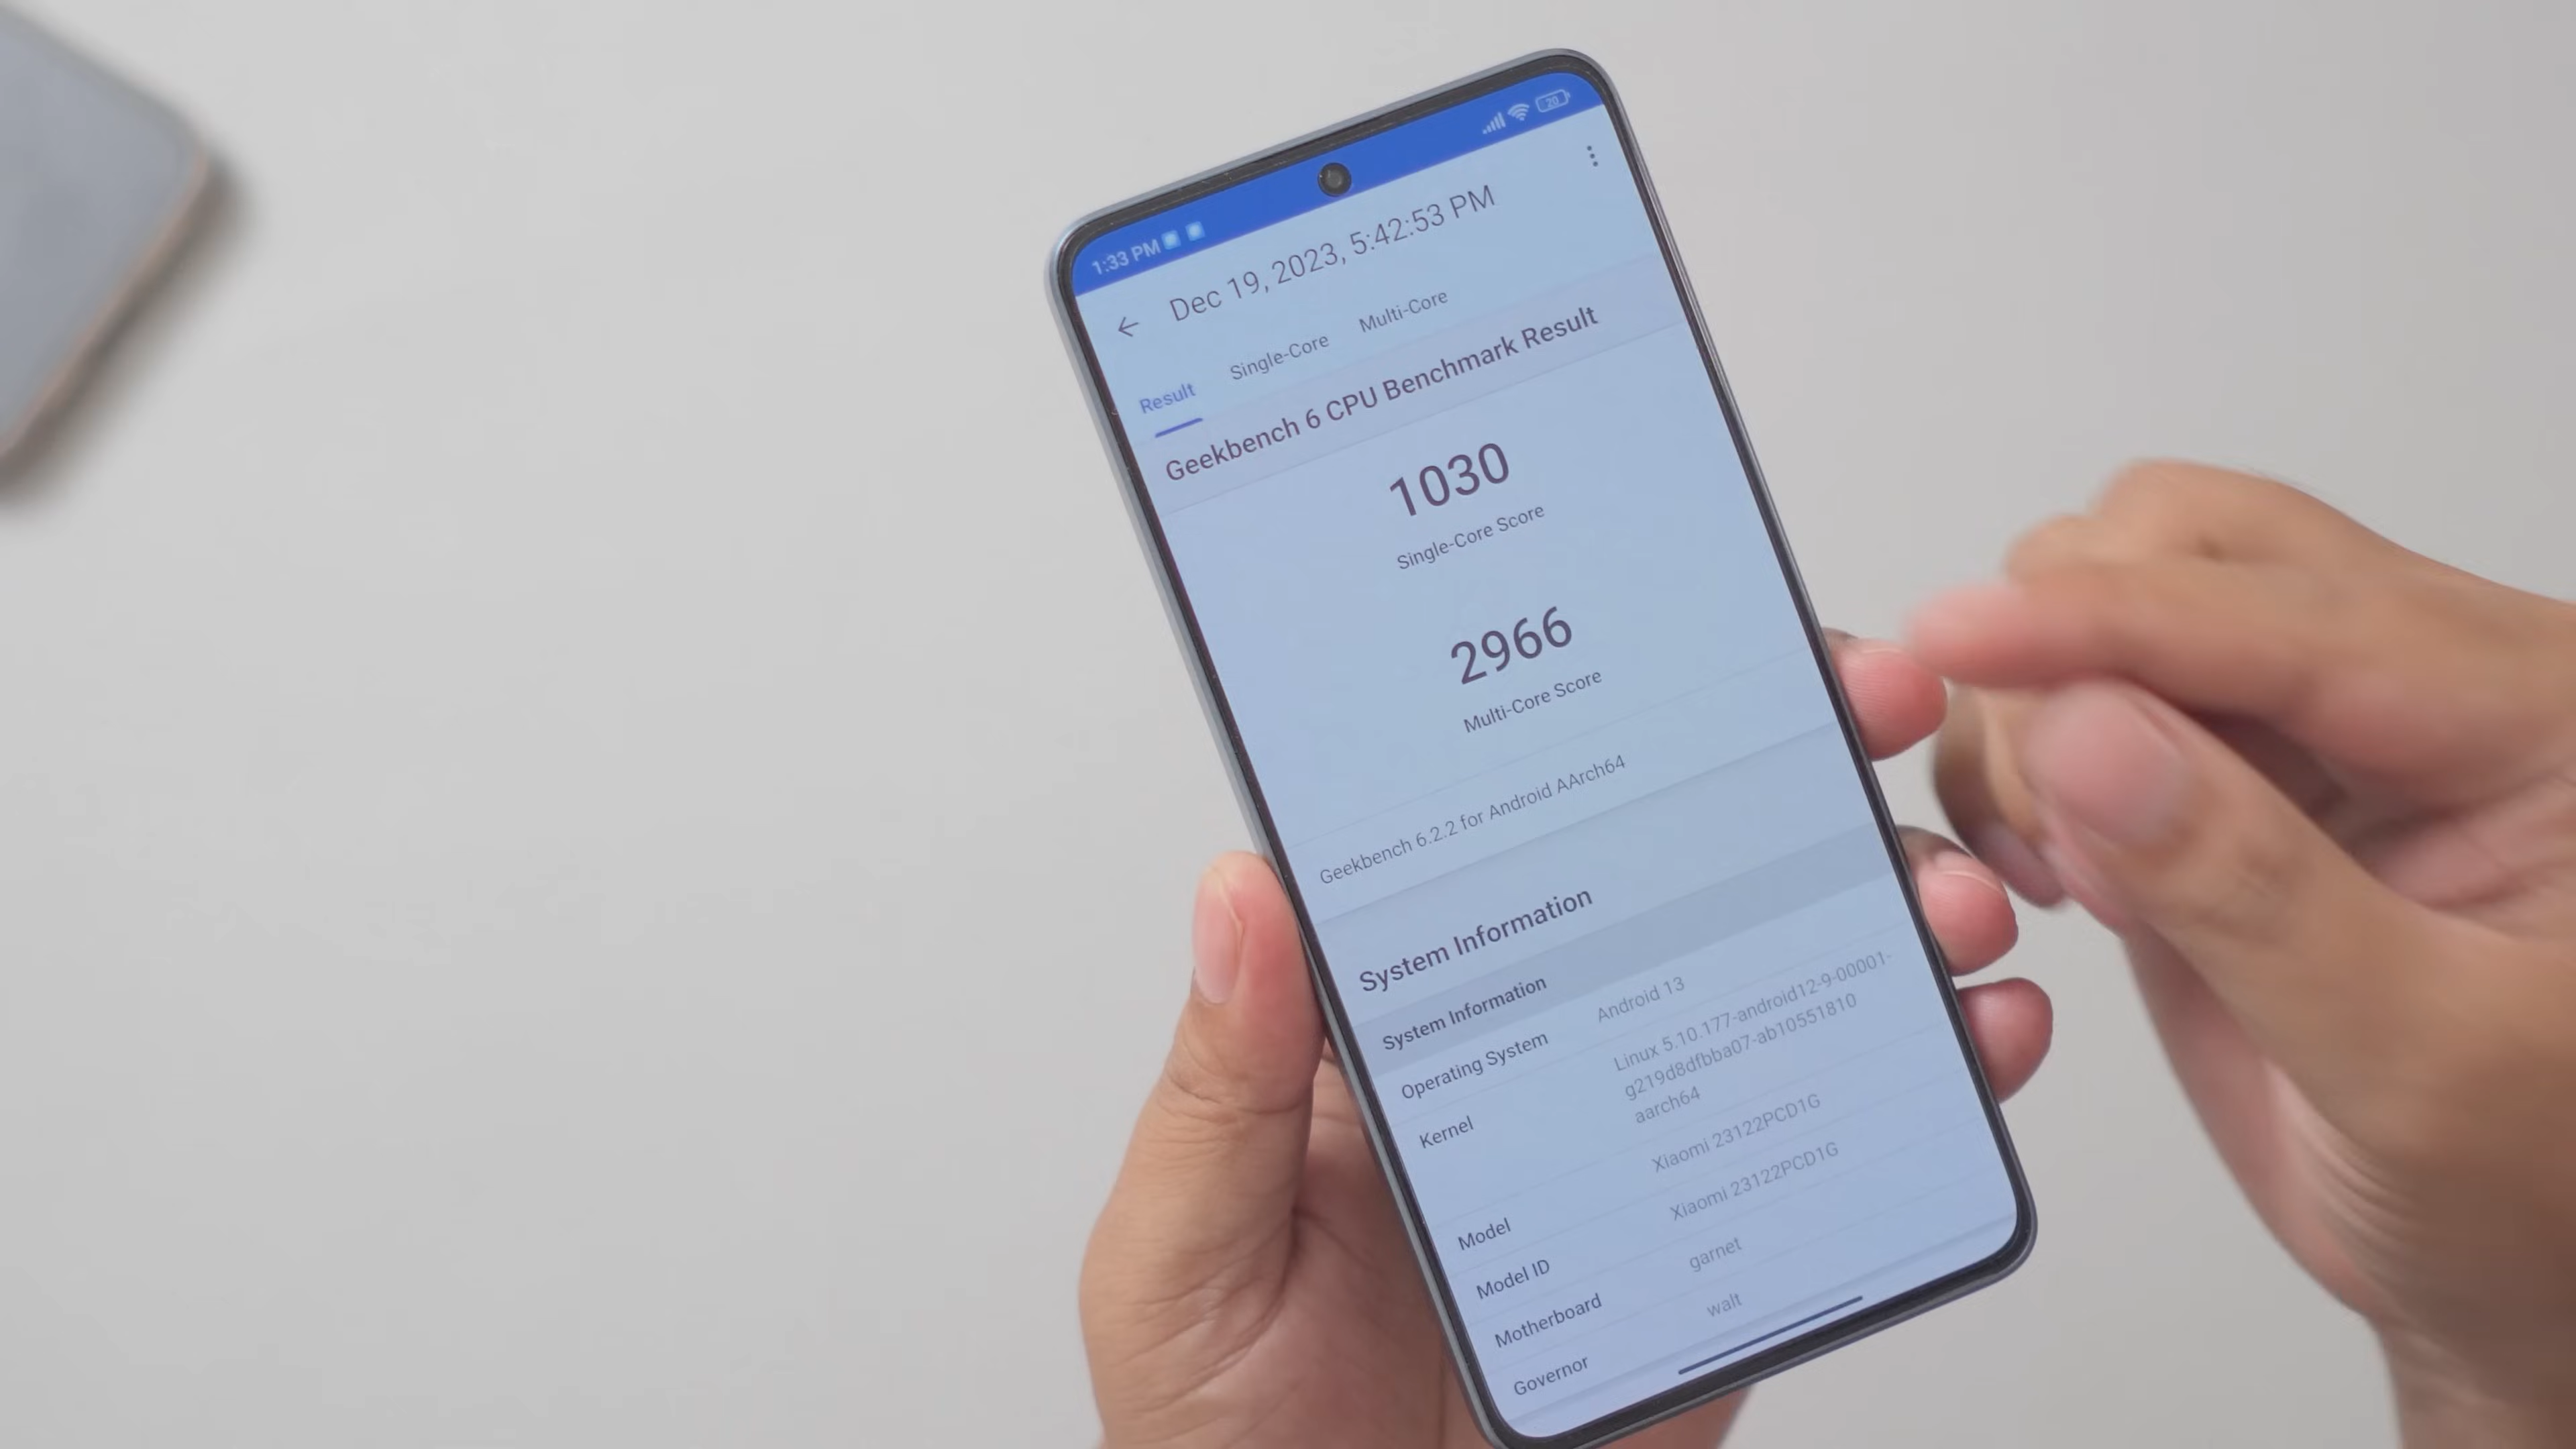 1:33 PM
20
Dec 19, 2023, 5:42:53 PM
Result Single-Core Multi-Core
Geekbench 6 CPU Benchmark Result
1030
Single-Core Score
2966
Multi-Core Score
Geekbench 6.2.2 for Android AArch64
System Information
System Information
Operating System Android 13
Kernel Linux 5.10.177-android12-9-00001-
g219d8dfbba07-ab10551810
aarch64
Model Xiaomi 23122PCD1G
Model ID Xiaomi 23122PCD1G
Motherboard garnet
Governor walt